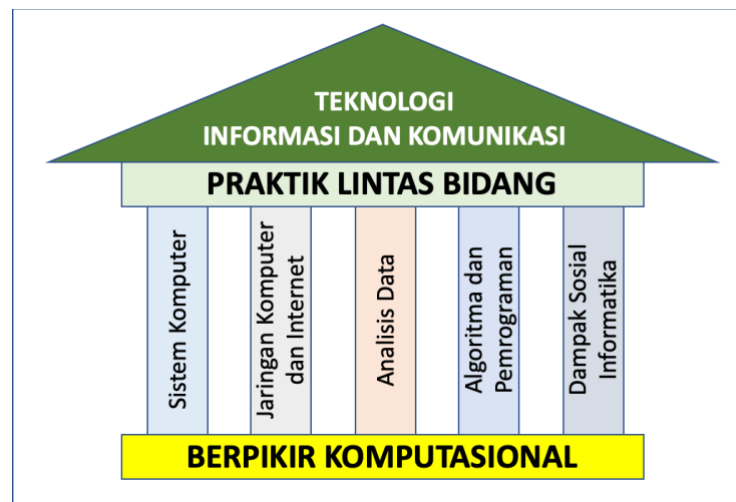 TEKNOLOGI
INFORMASI DAN KOMUNIKASI
PRAKTIK LINTAS BIDANG
Sistem Komputer
Jaringan Komputer
dan Internet
Analisis Data
Algoritma dan
Pemrograman
Dampak Sosial
Informatika
BERPIKIR KOMPUTASIONAL